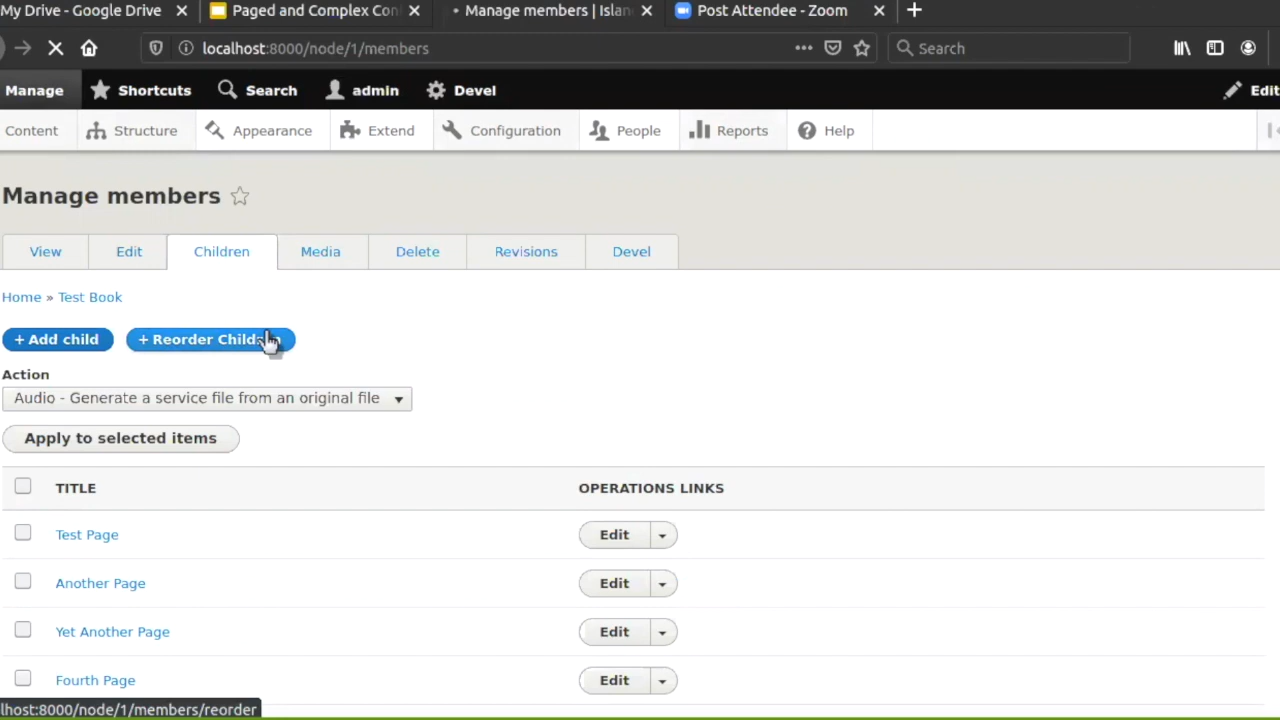 My Drive - Google Drive
Paged and Complex Con
Manage members | Islan
Post Attendee - Zoom
localhost:8000/node/1/members
Search
Manage
Shortcuts
Search
admin
Devel
Edit
Content
Structure
Appearance
Extend
Configuration
People
Reports
Help
Manage members
View
Edit
Children
Media
Delete
Revisions
Devel
Home » Test Book
+ Add child
+ Reorder Child
Action
Audio - Generate a service file from an original file
Apply to selected items
TITLE
OPERATIONS LINKS
Test Page
Edit
Another Page
Edit
Yet Another Page
Edit
Fourth Page
Edit
lhost:8000/node/1/members/reorder